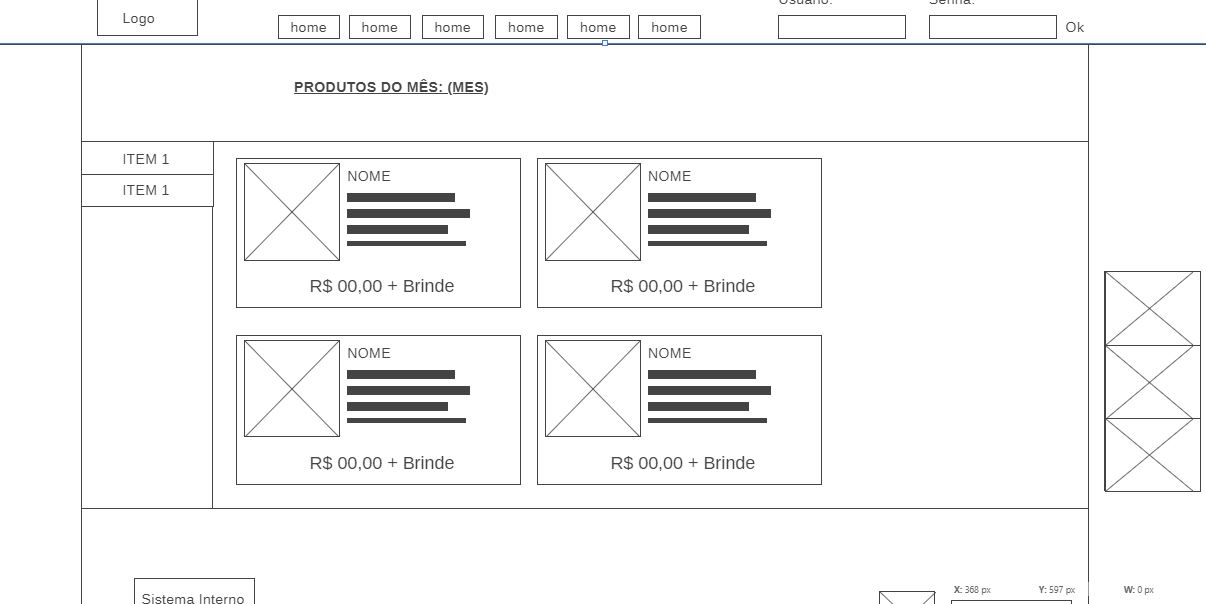 Usuário: Senha:
Logo
home home home home home home Ok
PRODUTOS DO MÊS: (MES)
ITEM 1
ITEM 1
NOME NOME
R$ 00,00 + Brinde R$ 00,00 + Brinde
NOME NOME
R$ 00,00 + Brinde R$ 00,00 + Brinde
X: 368 px Y: 597 px W: 0 px
Sistema Interno